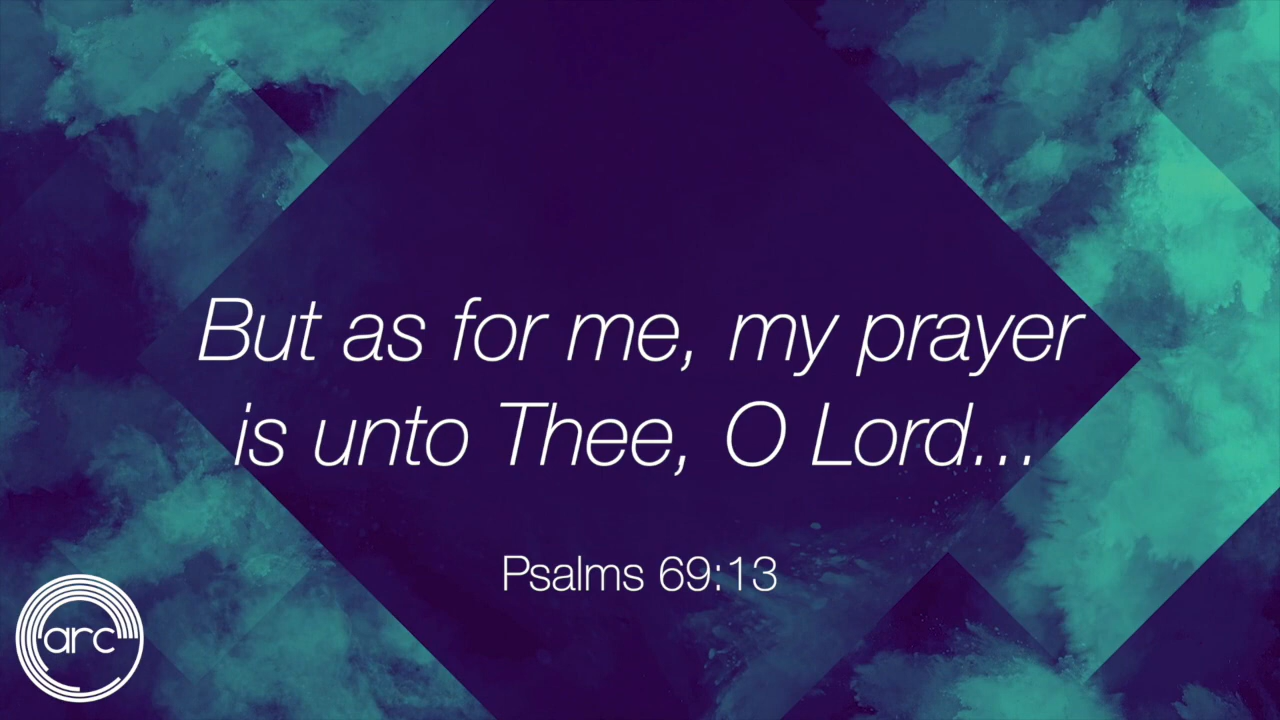 But as for me, my prayer
is unto Thee, O Lord...
Psalms 69:13
arc